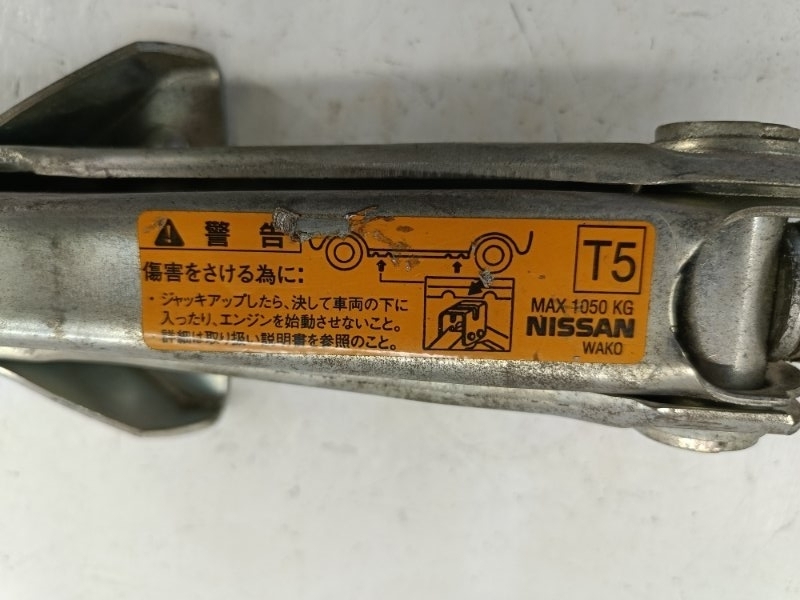 警告
傷害をさける為に:
・ジャッキアップしたら、決して車両の下に
入ったり、エンジンを始動させないこと。
詳細は取り扱い説明書を参照のこと。
T5
MAX 1050 KG
NISSAN
WAKO